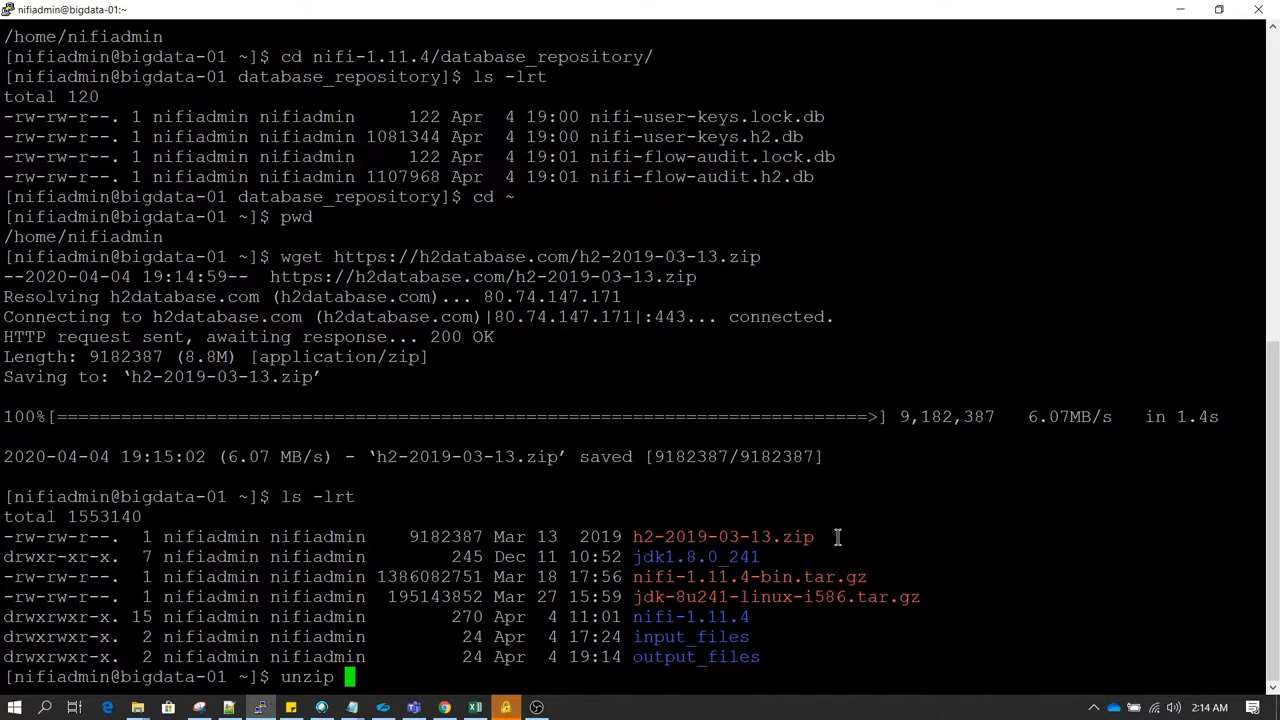 nifiadmin@bigdata-01:~
/home/nifiadmin
[nifiadmin@bigdata-01 ~]$ cd nifi-1.11.4/database_repository/
[nifiadmin@bigdata-01 database_repository]$ ls -lrt
total 120
-rw-rw-r--. 1 nifiadmin nifiadmin     122 Apr  4 19:00 nifi-user-keys.lock.db
-rw-rw-r--. 1 nifiadmin nifiadmin 1081344 Apr  4 19:00 nifi-user-keys.h2.db
-rw-rw-r--. 1 nifiadmin nifiadmin     122 Apr  4 19:01 nifi-flow-audit.lock.db
-rw-rw-r--. 1 nifiadmin nifiadmin 1107968 Apr  4 19:01 nifi-flow-audit.h2.db
[nifiadmin@bigdata-01 database_repository]$ cd ~
[nifiadmin@bigdata-01 ~]$ pwd
/home/nifiadmin
[nifiadmin@bigdata-01 ~]$ wget https://h2database.com/h2-2019-03-13.zip
--2020-04-04 19:14:59--  https://h2database.com/h2-2019-03-13.zip
Resolving h2database.com (h2database.com)... 80.74.147.171
Connecting to h2database.com (h2database.com)|80.74.147.171|:443... connected.
HTTP request sent, awaiting response... 200 OK
Length: 9182387 (8.8M) [application/zip]
Saving to: ‘h2-2019-03-13.zip’
100%[============================================================================>] 9,182,387   6.07MB/s   in 1.4s
2020-04-04 19:15:02 (6.07 MB/s) - ‘h2-2019-03-13.zip’ saved [9182387/9182387]
[nifiadmin@bigdata-01 ~]$ ls -lrt
total 1553140
-rw-rw-r--.  1 nifiadmin nifiadmin    9182387 Mar 13  2019 h2-2019-03-13.zip
drwxr-xr-x.  7 nifiadmin nifiadmin        245 Dec 11 10:52 jdk1.8.0_241
-rw-rw-r--.  1 nifiadmin nifiadmin 1386082751 Mar 18 17:56 nifi-1.11.4-bin.tar.gz
-rw-rw-r--.  1 nifiadmin nifiadmin  195143852 Mar 27 15:59 jdk-8u241-linux-i586.tar.gz
drwxrwxr-x. 15 nifiadmin nifiadmin        270 Apr  4 11:01 nifi-1.11.4
drwxrwxr-x.  2 nifiadmin nifiadmin         24 Apr  4 17:24 input_files
drwxrwxr-x.  2 nifiadmin nifiadmin         24 Apr  4 19:14 output_files
[nifiadmin@bigdata-01 ~]$ unzip
2:14 AM